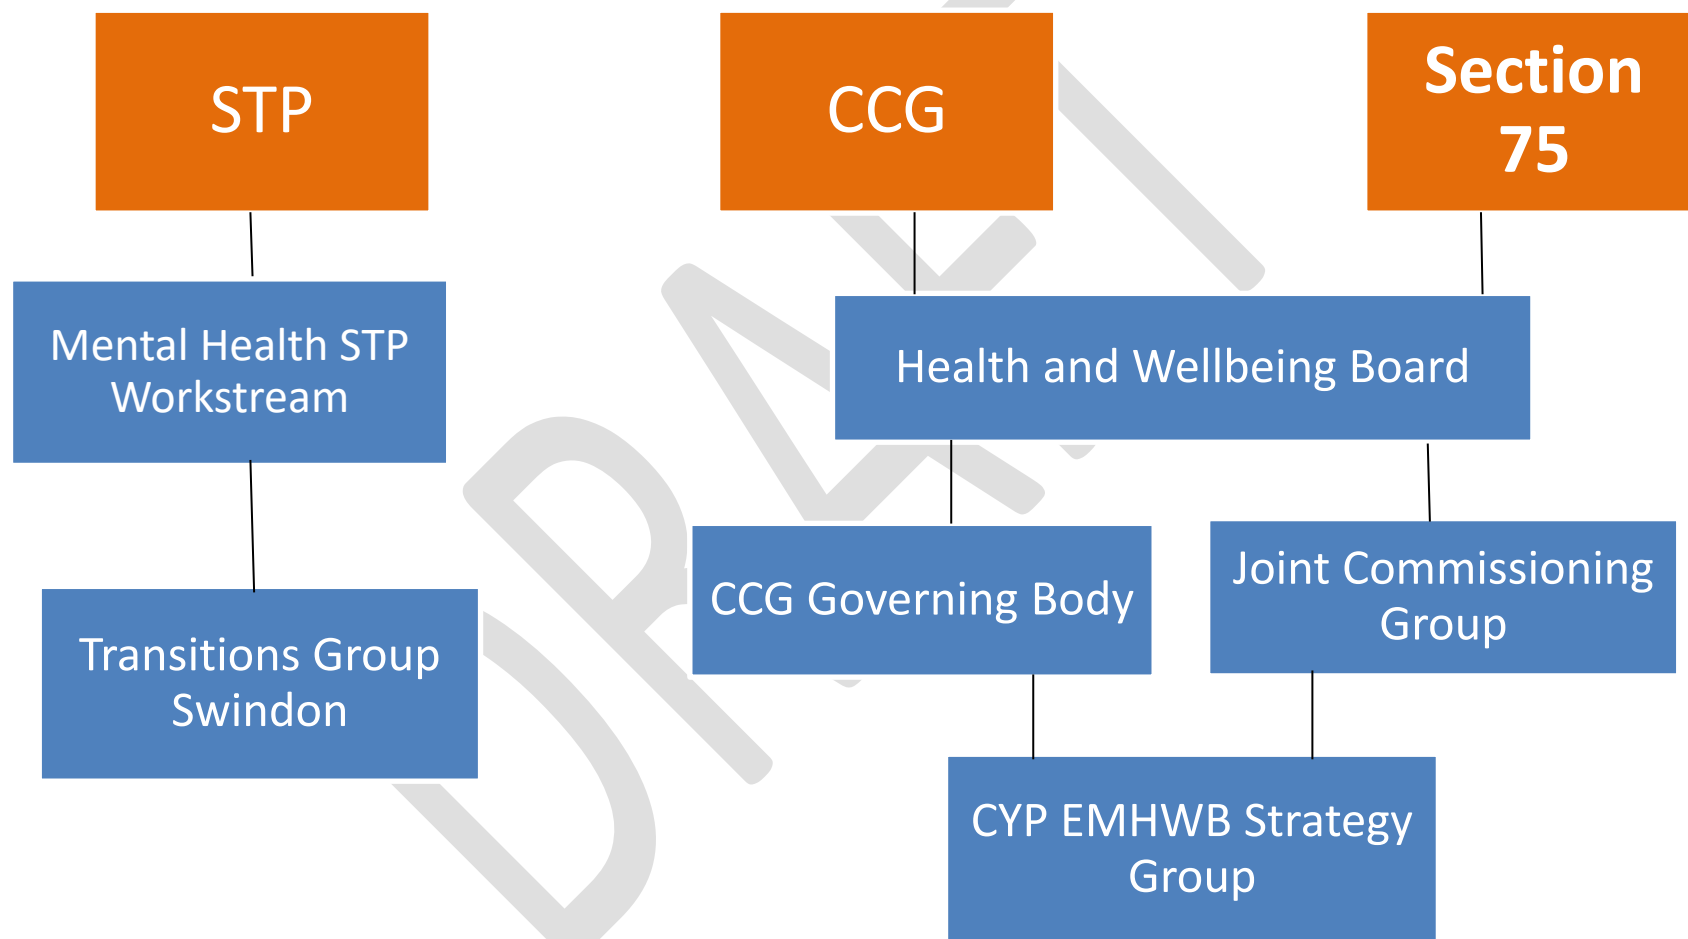 STP
CCG
Section
75
Mental Health STP
Workstream
Health and Wellbeing Board
CCG Governing Body
Joint Commissioning
Group
Transitions Group
Swindon
CYP EMHWB Strategy
Group
DRAFT